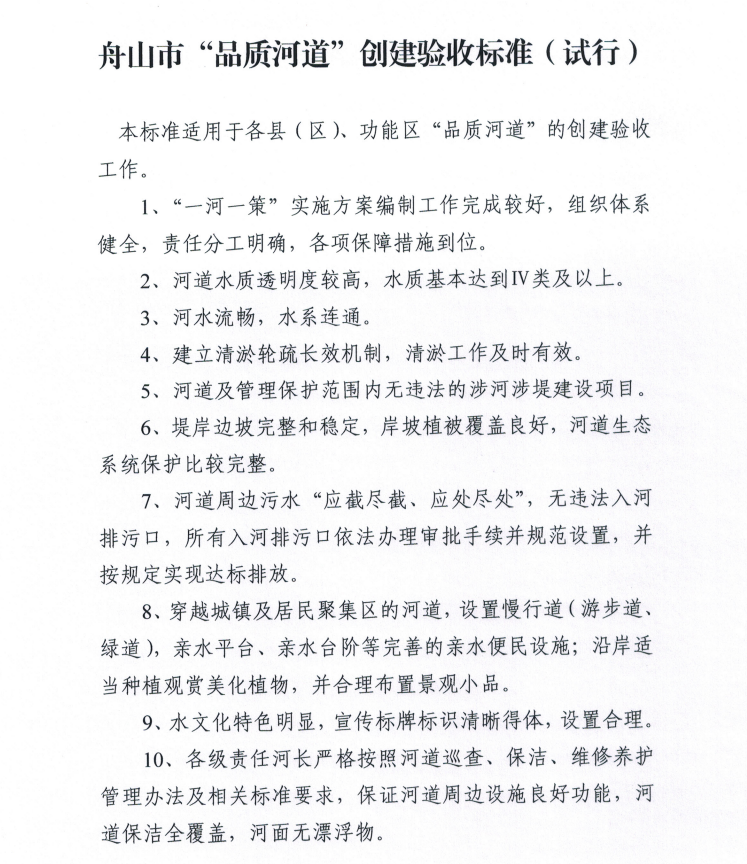 舟山市“品质河道”创建验收标准（试行）
本标准适用于各县（区）、功能区“品质河道”的创建验收
工作。
1、“一河一策”实施方案编制工作完成较好，组织体系
健全，责任分工明确，各项保障措施到位。
2、河道水质透明度较高，水质基本达到Ⅳ类及以上。
3、河水流畅，水系连通。
4、建立清淤轮疏长效机制，清淤工作及时有效。
5、河道及管理保护范围内无违法的涉河涉堤建设项目。
6、堤岸边坡完整和稳定，岸坡植被覆盖良好，河道生态
系统保护比较完整。
7、河道周边污水“应截尽截、应处尽处”，无违法入河
排污口，所有入河排污口依法办理审批手续并规范设置，并
按规定实现达标排放。
8、穿越城镇及居民聚集区的河道，设置慢行道（游步道、
绿道），亲水平台、亲水台阶等完善的亲水便民设施；沿岸适
当种植观赏美化植物，并合理布置景观小品。
9、水文化特色明显，宣传标牌标识清晰得体，设置合理。
10、各级责任河长严格按照河道巡查、保洁、维修养护
管理办法及相关标准要求，保证河道周边设施良好功能，河
道保洁全覆盖，河面无漂浮物。